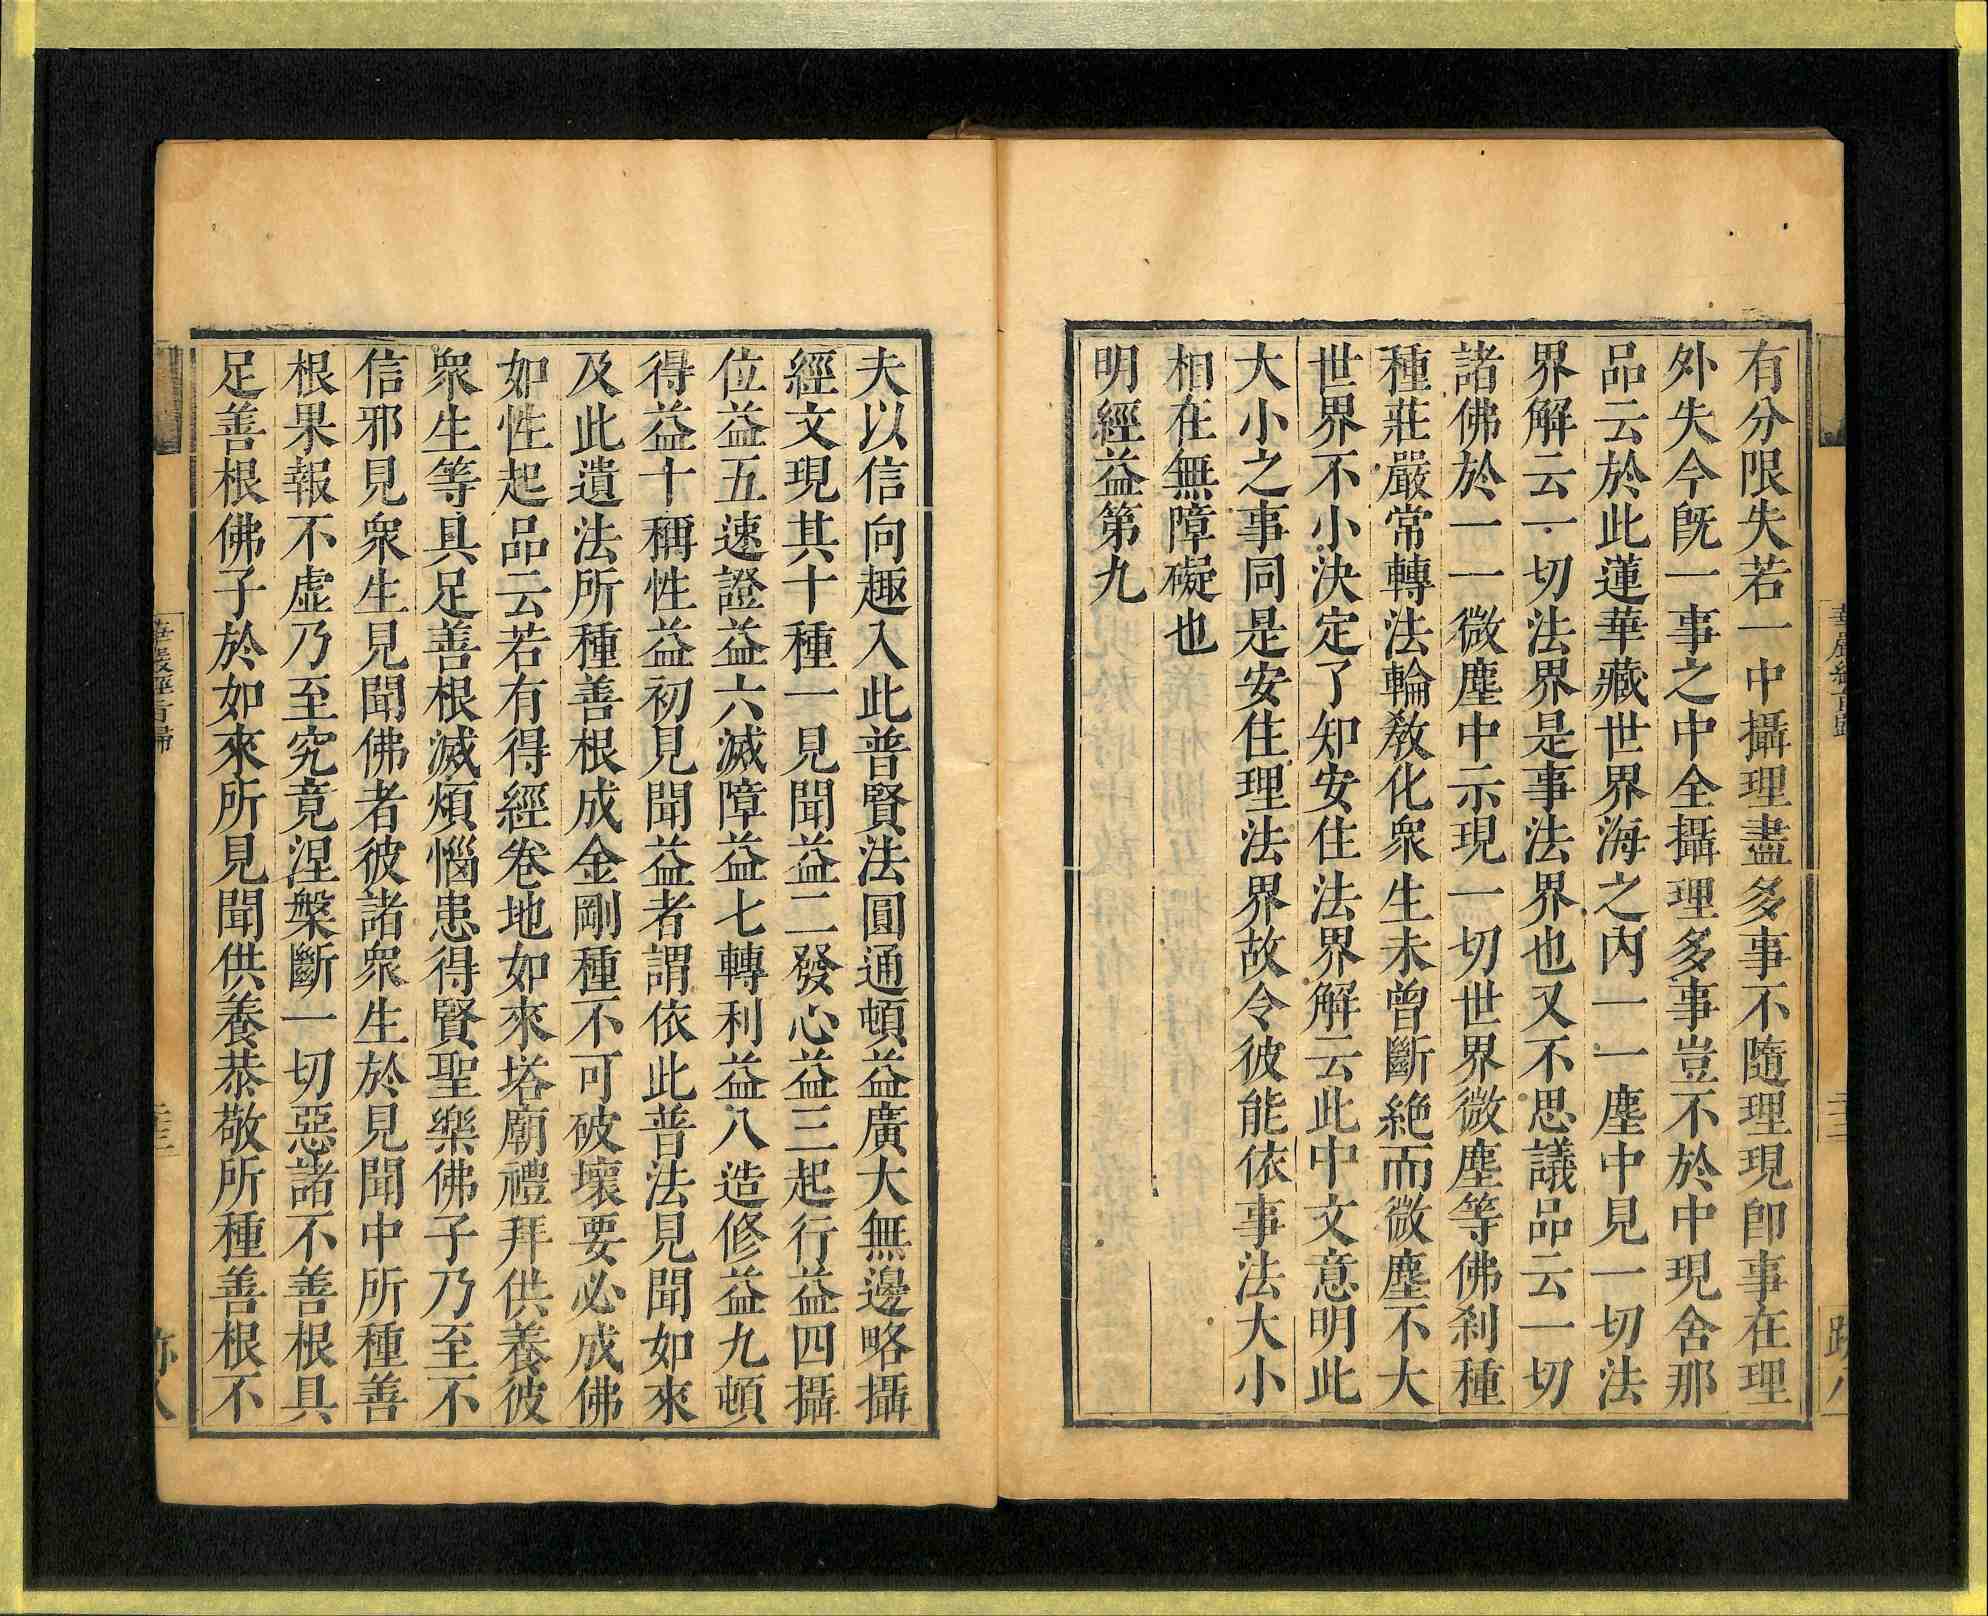 有分限失若一中攝理盡多事不隨理現卽事在理
外失今旣一事之中全攝理多事豈不於中現舍那
品云於此蓮華藏世界海之內一一塵中見一切法
界解云一切法界是事法界也又不思議品云一切
諸佛於一一微塵中示現一切世界微塵等佛刹種
種莊嚴常轉法輪敎化衆生未曾斷絶而微塵不大
世界不小決定了知安住法界解云此中文意明此
大小之事同是安住理法界故令彼能依事法大小
相在無障礙也
明經益第九
夫以信向趣入此普賢法圓通頓益廣大無邊略攝
經文現其十種一見聞益二發心益三起行益四攝
位益五速證益六滅障益七轉利益八造修益九頓
得益十稱性益初見聞益者謂依此普法見聞如來
及此遺法所種善根成金剛種不可破壞要必成佛
如性起品云若有得經卷地如來塔廟禮拜供養彼
衆生等具足善根滅煩惱患得賢聖樂佛子乃至不
信邪見衆生見聞佛者彼諸衆生於見聞中所種善
根果報不虛乃至究竟涅槃斷一切惡諸不善根具
足善根佛子於如來所見聞供養恭敬所種善根不
華嚴經旨歸